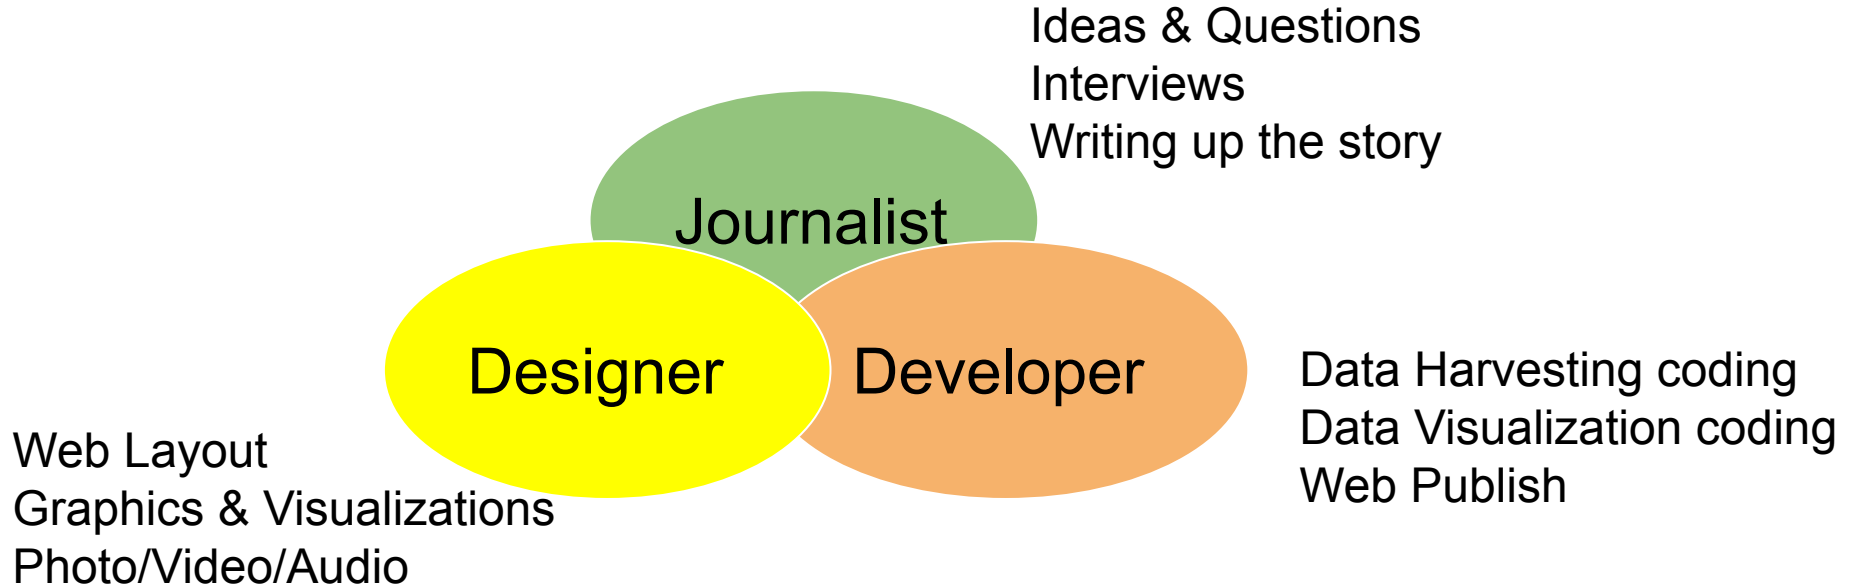 Ideas & Questions
Interviews
Writing up the story
Journalist
Designer
Developer
Data Harvesting coding
Data Visualization coding
Web Publish
Web Layout
Graphics & Visualizations
Photo/Video/Audio